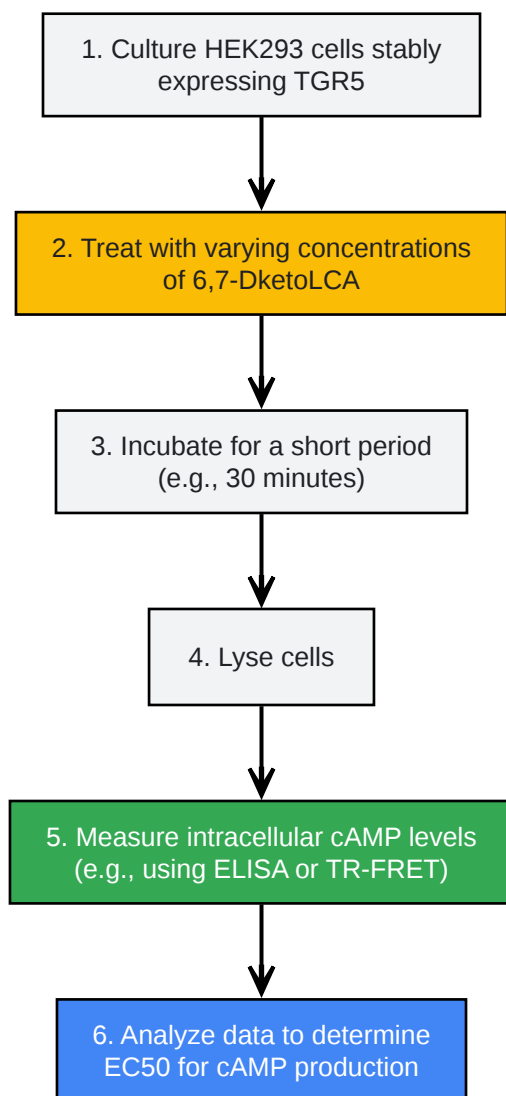 1. Culture HEK293 cells stably
expressing TGR5
2. Treat with varying concentrations
of 6,7-DketoLCA
3. Incubate for a short period
(e.g., 30 minutes)
4. Lyse cells
5. Measure intracellular cAMP levels
(e.g., using ELISA or TR-FRET)
6. Analyze data to determine
EC50 for cAMP production